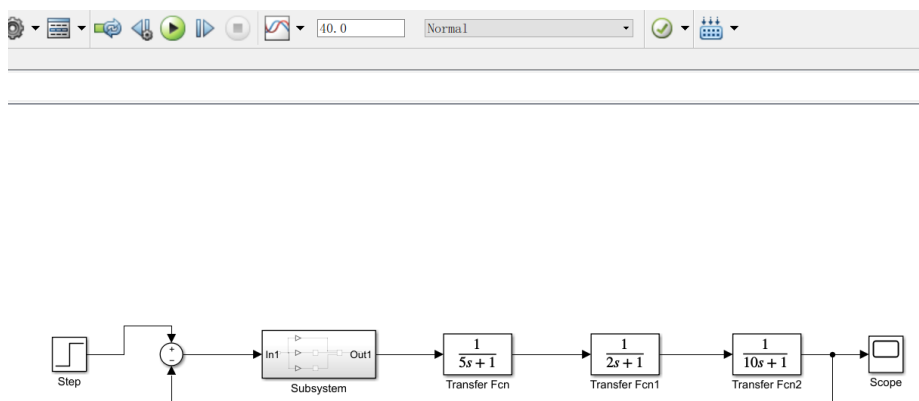 40.0 Normal
+
−
In1 Out1
1
5s + 1
1
2s + 1
1
10s + 1
Step
Subsystem
Transfer Fcn
Transfer Fcn1
Transfer Fcn2
Scope